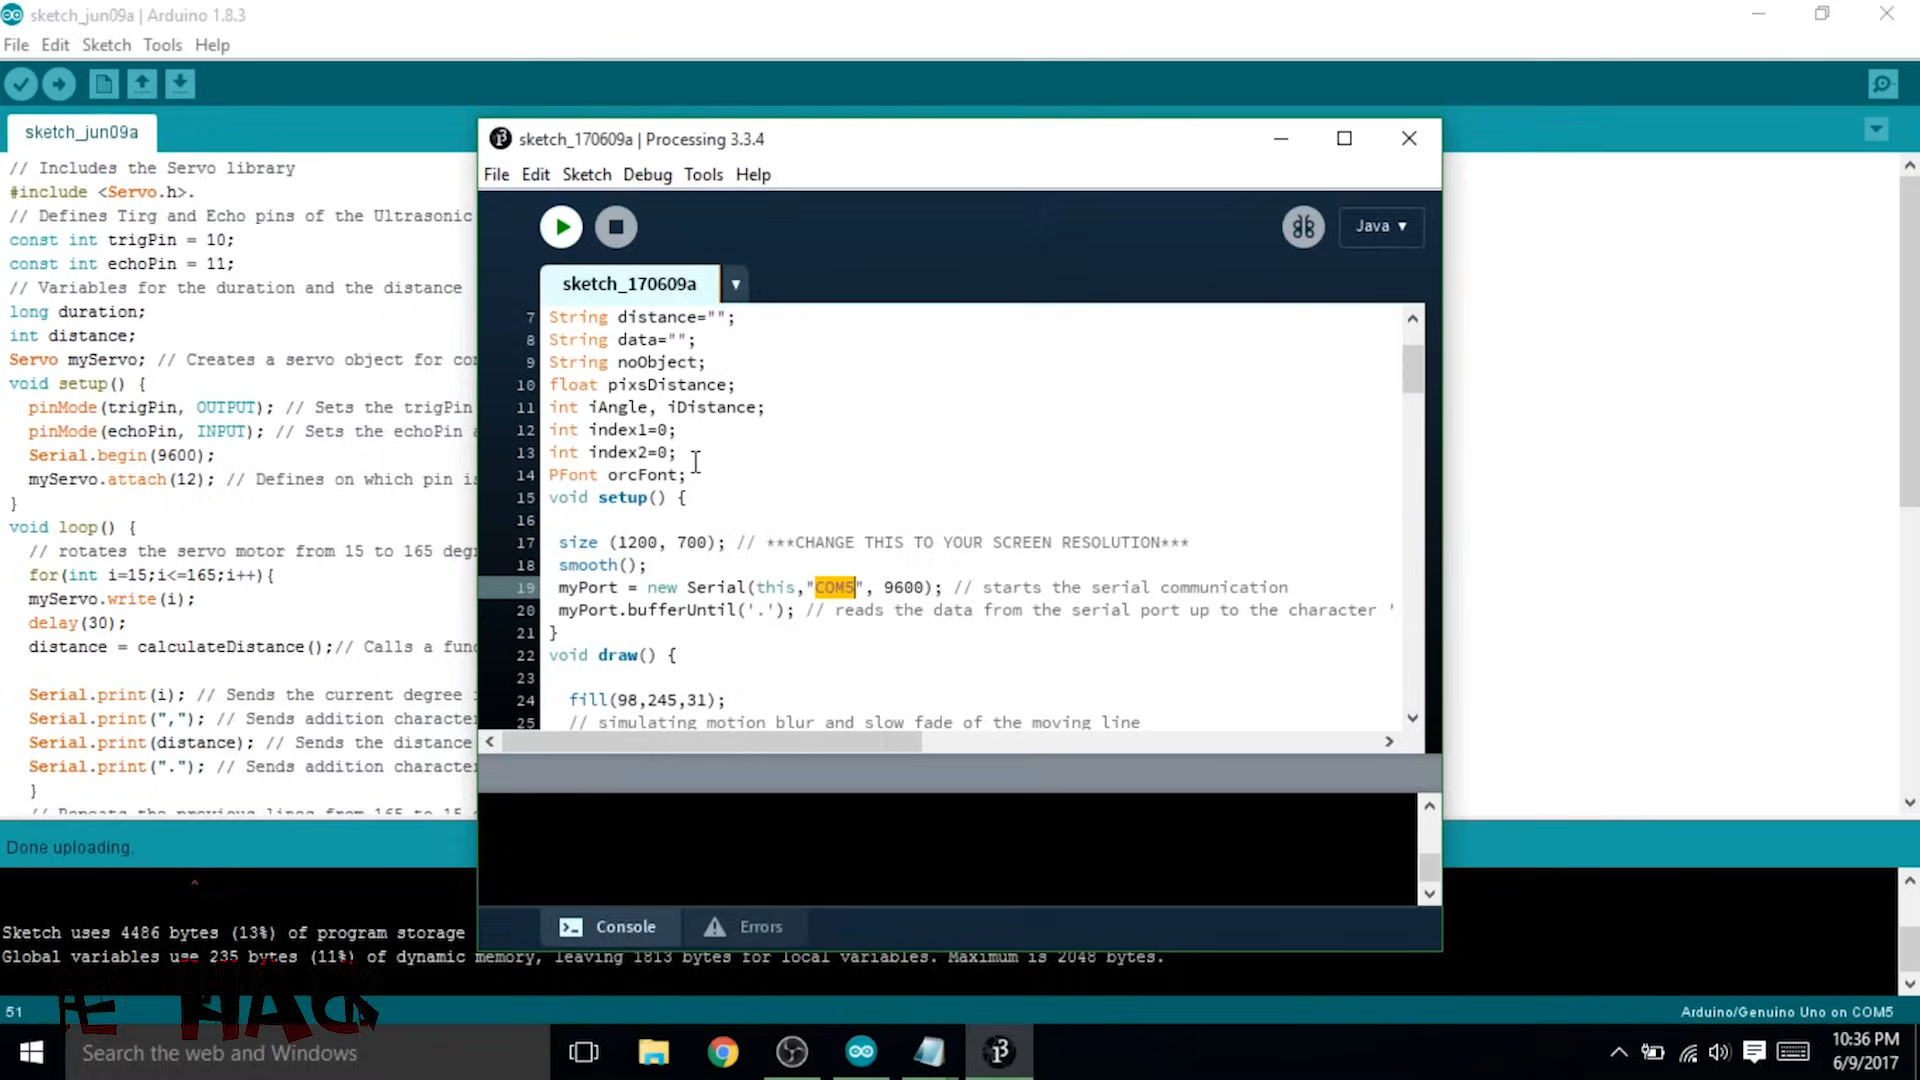 sketch_jun09a | Arduino 1.8.3
File Edit Sketch Tools Help
sketch_jun09a
// Includes the Servo library
#include <Servo.h>.
// Defines Tirg and Echo pins of the Ultrasonic
const int trigPin = 10;
const int echoPin = 11;
// Variables for the duration and the distance
long duration;
int distance;
Servo myServo; // Creates a servo object for
void setup() {
pinMode(trigPin, OUTPUT); // Sets the trigPin
pinMode(echoPin, INPUT); // Sets the echoPin
Serial.begin(9600);
myServo.attach(12); // Defines on which pin
}
void loop() {
// rotates the servo motor from 15 to 165
for(int i=15;i<=165;i++){
myServo.write(i);
delay(30);
distance = calculateDistance();// Calls a
Serial.print(i); // Sends the current degree
Serial.print(","); // Sends addition
Serial.print(distance); // Sends the distance
Serial.print("."); // Sends addition
}
// Repeats the previous lines from 165 to 15
Done uploading.
Sketch uses 4486 bytes (13%) of program storage
Global variables use 235 bytes (11%) of dynamic memory, leaving 1813 bytes for local variables. Maximum is 2048 bytes.
51
Arduino/Genuino Uno on COM5
sketch_170609a | Processing 3.3.4
File Edit Sketch Debug Tools Help
Java
sketch_170609a
7 String distance="";
8 String data="";
9 String noObject;
10 float pixsDistance;
11 int iAngle, iDistance;
12 int index1=0;
13 int index2=0;
14 PFont orcFont;
15 void setup() {
16
17 size (1200, 700); // ***CHANGE THIS TO YOUR SCREEN RESOLUTION***
18 smooth();
19 myPort = new Serial(this,"COM5", 9600); // starts the serial communication
20 myPort.bufferUntil('.'); // reads the data from the serial port up to the character '
21 }
22 void draw() {
23
24 fill(98,245,31);
25 // simulating motion blur and slow fade of the moving line
Console Errors
HACK
Search the web and Windows
10:36 PM
6/9/2017